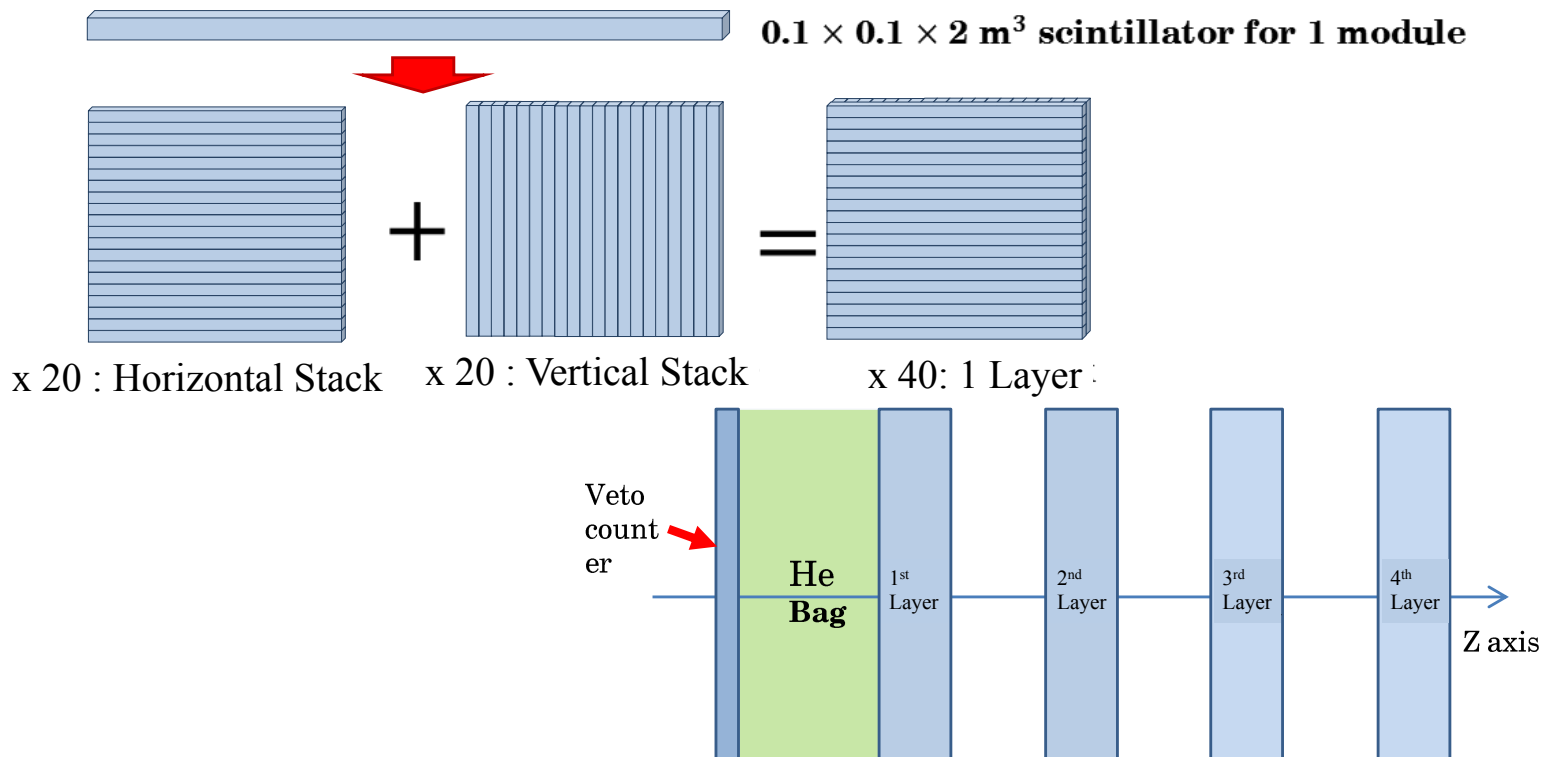 0.1 × 0.1 × 2 m³ scintillator for 1 module
+
=
x 20 : Horizontal Stack
x 20 : Vertical Stack
x 40: 1 Layer
Veto
count
er
He
Bag
1st
Layer
2nd
Layer
3rd
Layer
4th
Layer
Z axis